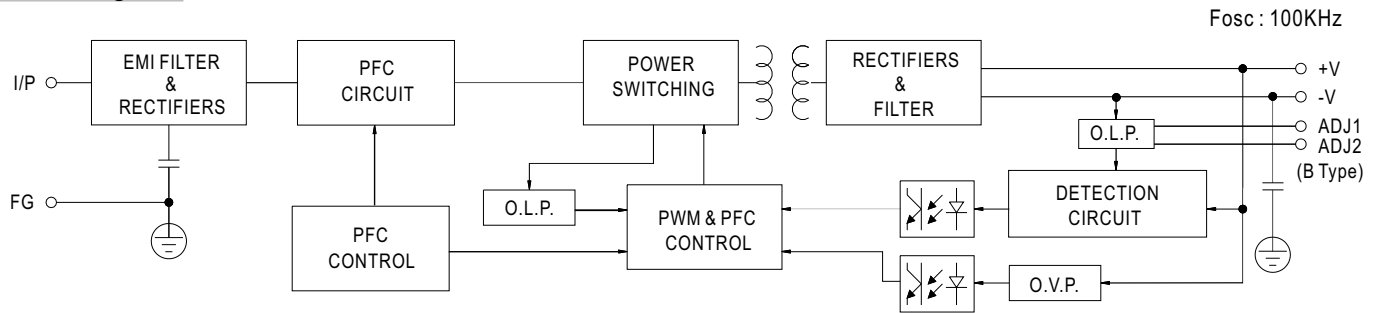 Fosc : 100KHz
I/P
EMI FILTER
&
RECTIFIERS
PFC
CIRCUIT
POWER
SWITCHING
RECTIFIERS
&
FILTER
+V
-V
O.L.P.
ADJ1
ADJ2
(B Type)
FG
PFC
CONTROL
O.L.P.
PWM & PFC
CONTROL
DETECTION
CIRCUIT
O.V.P.